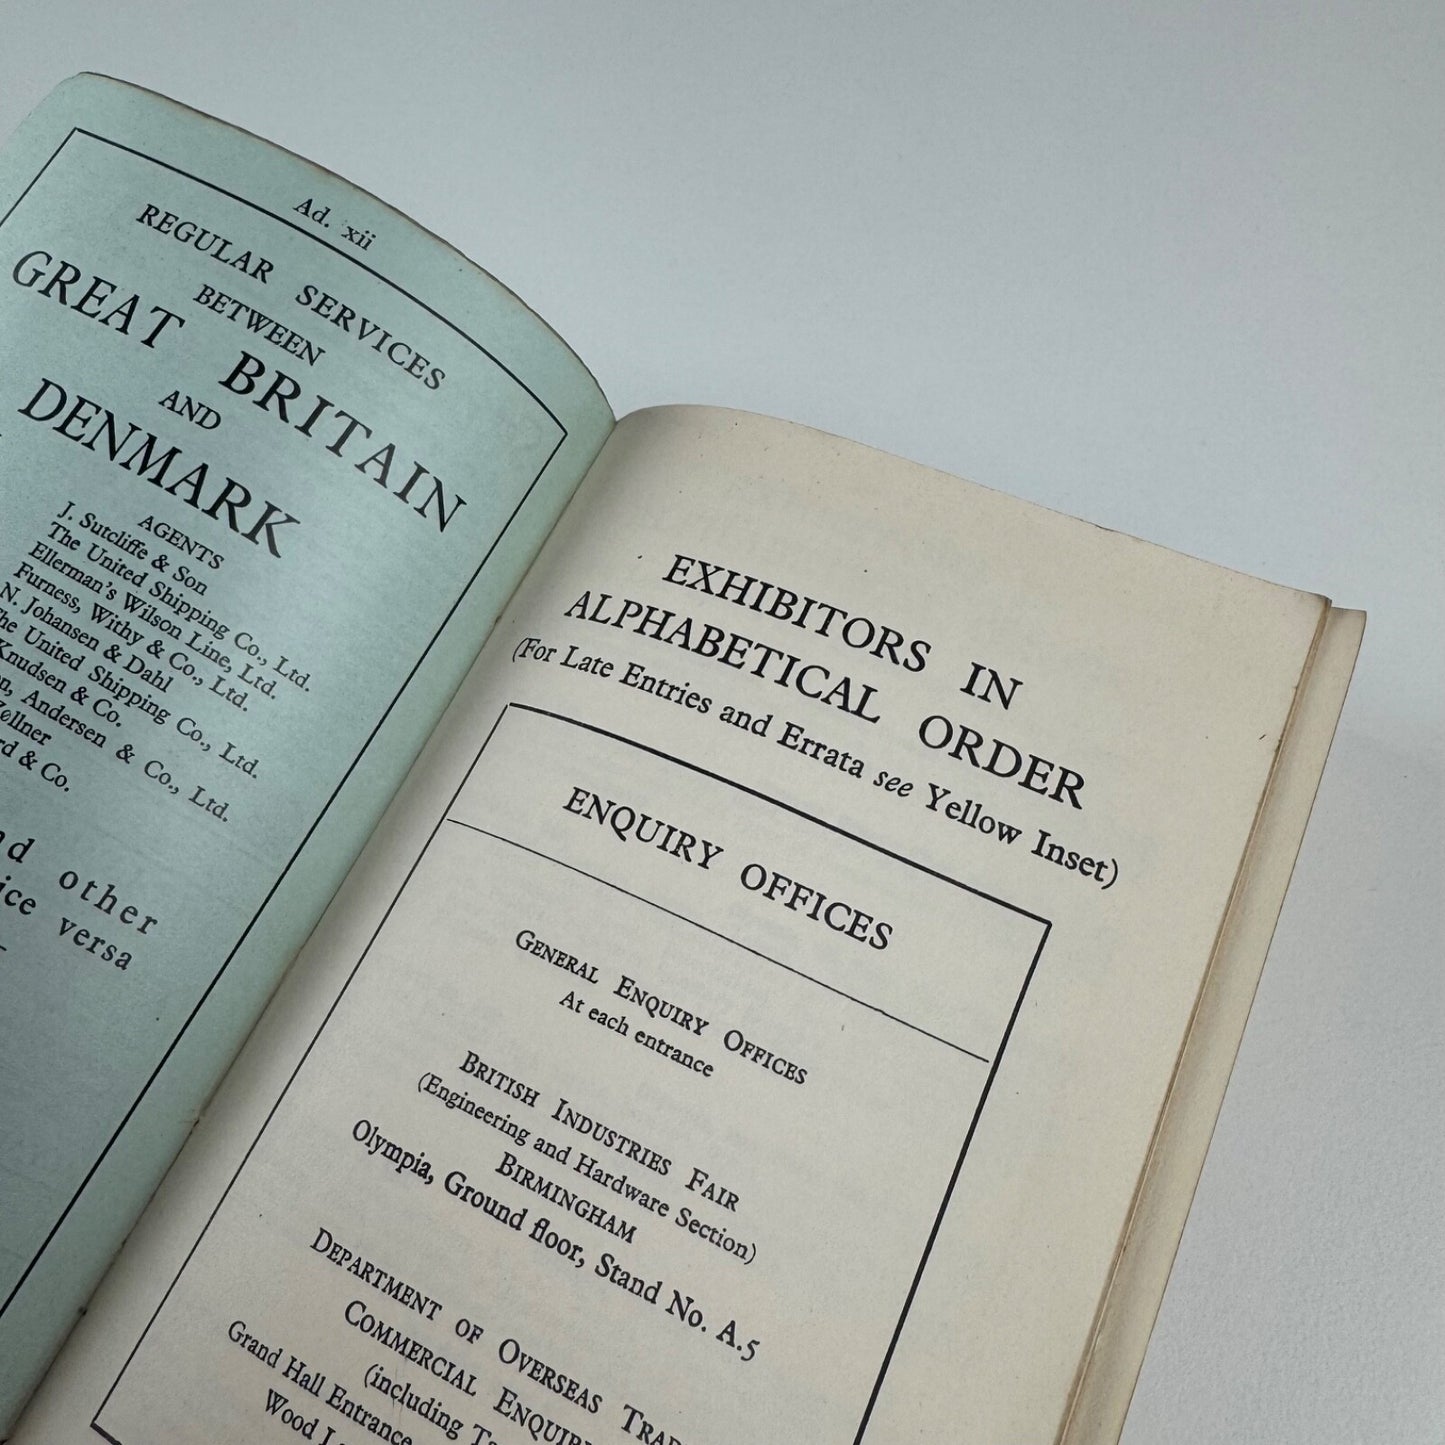 Ad. xii
REGULAR SERVICES
BETWEEN
GREAT BRITAIN
AND
DENMARK
AGENTS
J. Sutcliffe & Son
The United Shipping Co., Ltd.
Ellerman's Wilson Line, Ltd.
Furness, Withy & Co., Ltd.
N. Johansen & Dahl
The United Shipping Co., Ltd.
Knudsen & Co.
Andersen & Co., Ltd.
& Co.
other
versa
EXHIBITORS IN
ALPHABETICAL ORDER
(For Late Entries and Errata see Yellow Inset)
ENQUIRY OFFICES
GENERAL ENQUIRY OFFICES
At each entrance
BRITISH INDUSTRIES FAIR
(Engineering and Hardware Section)
BIRMINGHAM
Olympia, Ground floor, Stand No. A.5
DEPARTMENT OF OVERSEAS
COMMERCIAL
(including
Grand Hall Entrance
Wood